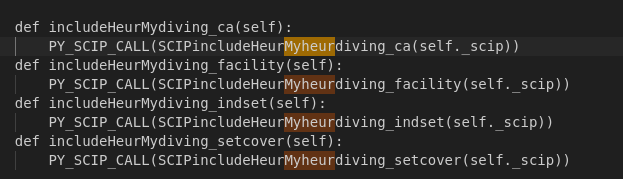 def includeHeurMydiving_ca(self):
    PY_SCIP_CALL(SCIPincludeHeurMyheurdiving_ca(self._scip))
def includeHeurMydiving_facility(self):
    PY_SCIP_CALL(SCIPincludeHeurMyheurdiving_facility(self._scip))
def includeHeurMydiving_indset(self):
    PY_SCIP_CALL(SCIPincludeHeurMyheurdiving_indset(self._scip))
def includeHeurMydiving_setcover(self):
    PY_SCIP_CALL(SCIPincludeHeurMyheurdiving_setcover(self._scip))